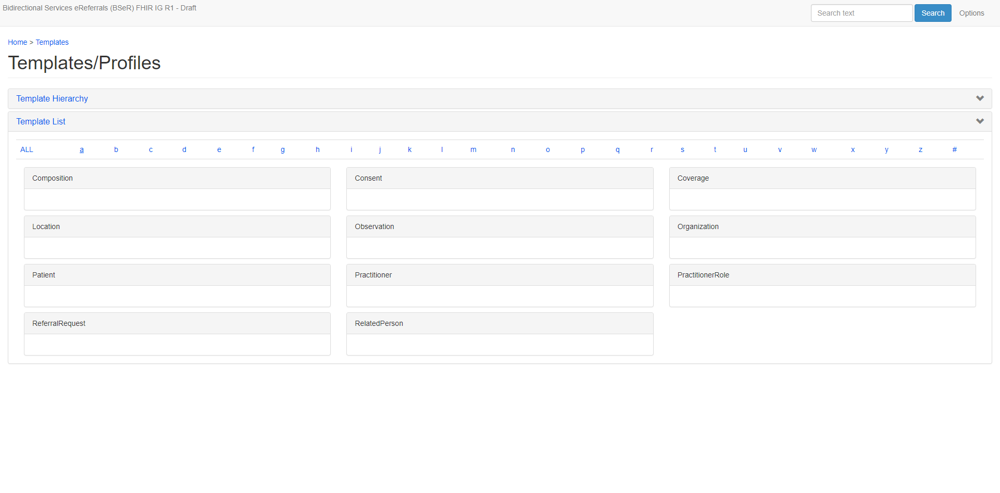 Bidirectional Services eReferrals (BSeR) FHIR IG R1 - Draft
Search text
Search
Options
Home > Templates
Templates/Profiles
Template Hierarchy
Template List
ALL a b c d e f g h i j k l m n o p q r s t u v w x y z #
Composition
Consent
Coverage
Location
Observation
Organization
Patient
Practitioner
PractitionerRole
ReferralRequest
RelatedPerson